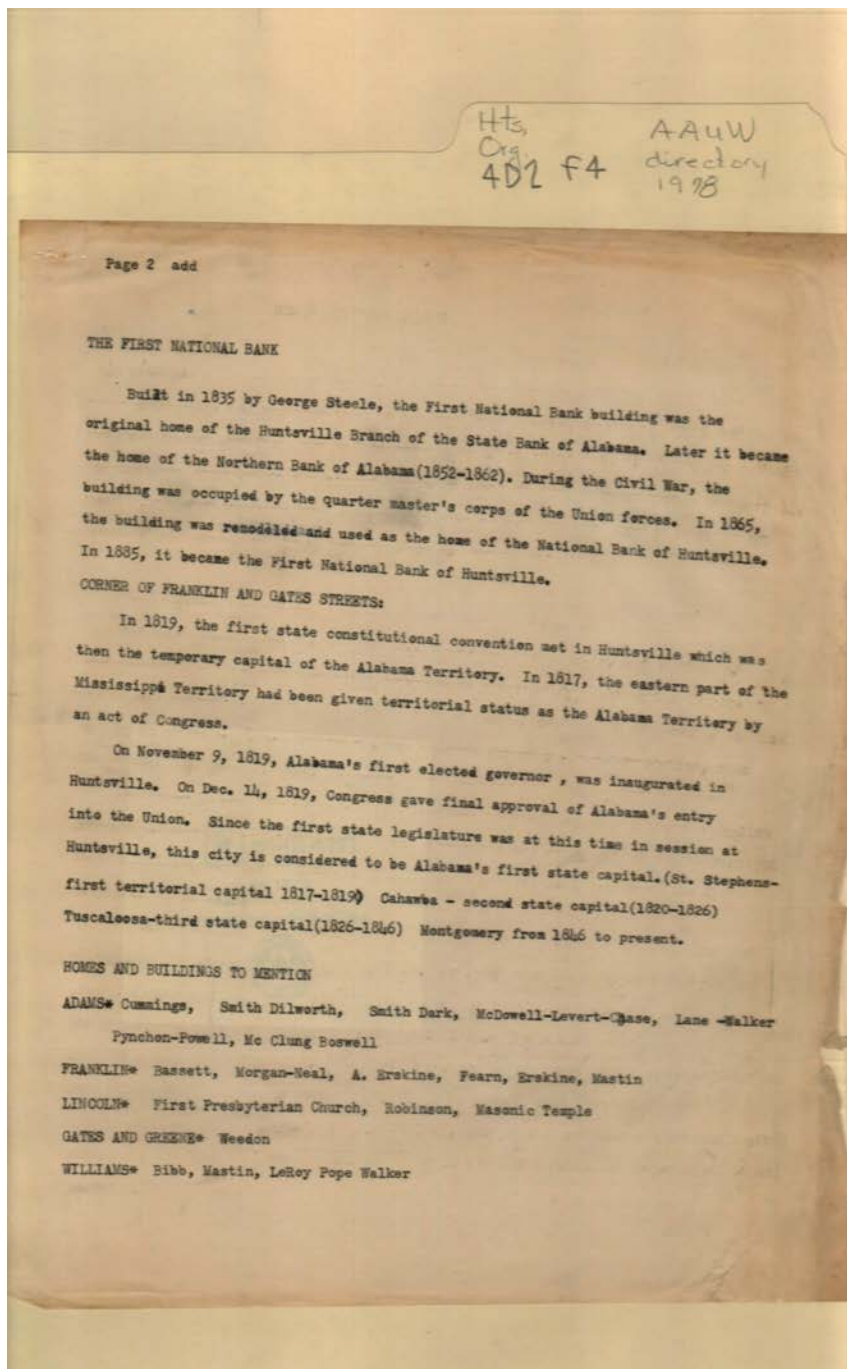 Hts,
Org.
4D2 F4
AAUW
directory
1978
Page 2 add
THE FIRST NATIONAL BANK
Built in 1835 by George Steele, the First National Bank building was the
original home of the Huntsville Branch of the State Bank of Alabama. Later it became
the home of the Northern Bank of Alabama(1852-1862). During the Civil War, the
building was occupied by the quarter master's corps of the Union forces. In 1865,
the building was remodeled and used as the home of the National Bank of Huntsville.
In 1885, it became the First National Bank of Huntsville.
CORNER OF FRANKLIN AND GATES STREETS:
In 1819, the first state constitutional convention met in Huntsville which was
then the temporary capital of the Alabama Territory. In 1817, the eastern part of the
Mississippi Territory had been given territorial status as the Alabama Territory by
an act of Congress.
On November 9, 1819, Alabama's first elected governor , was inaugurated in
Huntsville. On Dec. 14, 1819, Congress gave final approval of Alabama's entry
into the Union. Since the first state legislature was at this time in session at
Huntsville, this city is considered to be Alabama's first state capital.(St. Stephens-
first territorial capital 1817-1819) Cahawba - second state capital(1820-1826)
Tuscaloosa-third state capital(1826-1846) Montgomery from 1846 to present.
HOMES AND BUILDINGS TO MENTION
ADAMS* Cummings, Smith Dilworth, Smith Dark, McDowell-Levert-Chase, Lane -Walker
Pynchon-Powell, Mc Clung Boswell
FRANKLIN* Bassett, Morgan-Neal, A. Erskine, Fearn, Erskine, Mastin
LINCOLN* First Presbyterian Church, Robinson, Masonic Temple
GATES AND GREENE* Weedon
WILLIAMS* Bibb, Mastin, LeRoy Pope Walker